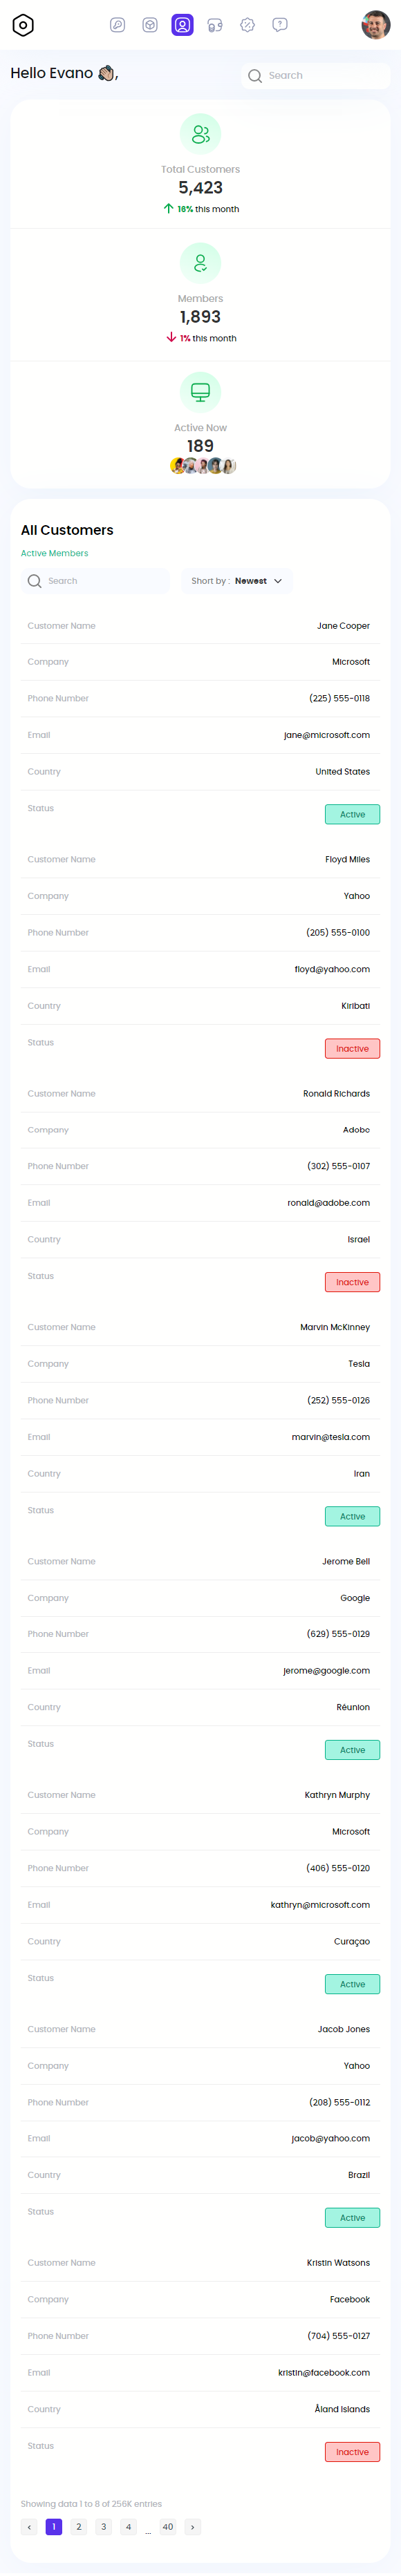 Hello Evano 👋🏼,
Search
Total Customers
5,423
16% this month
Members
1,893
1% this month
Active Now
189
All Customers
Active Members
Search
Short by : Newest
Customer Name Jane Cooper
Company Microsoft
Phone Number (225) 555-0118
Email jane@microsoft.com
Country United States
Status Active
Customer Name Floyd Miles
Company Yahoo
Phone Number (205) 555-0100
Email floyd@yahoo.com
Country Kiribati
Status Inactive
Customer Name Ronald Richards
Company Adobe
Phone Number (302) 555-0107
Email ronald@adobe.com
Country Israel
Status Inactive
Customer Name Marvin McKinney
Company Tesla
Phone Number (252) 555-0126
Email marvin@tesla.com
Country Iran
Status Active
Customer Name Jerome Bell
Company Google
Phone Number (629) 555-0129
Email jerome@google.com
Country Réunion
Status Active
Customer Name Kathryn Murphy
Company Microsoft
Phone Number (406) 555-0120
Email kathryn@microsoft.com
Country Curaçao
Status Active
Customer Name Jacob Jones
Company Yahoo
Phone Number (208) 555-0112
Email jacob@yahoo.com
Country Brazil
Status Active
Customer Name Kristin Watsons
Company Facebook
Phone Number (704) 555-0127
Email kristin@facebook.com
Country Åland Islands
Status Inactive
Showing data 1 to 8 of 256K entries
‹ 1 2 3 4 ... 40 ›